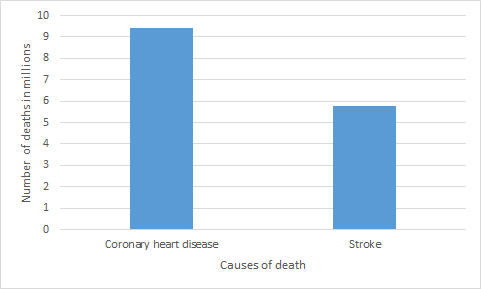 Number of deaths in millions
10
9
8
7
6
5
4
3
2
1
0
Coronary heart disease
Stroke
Causes of death